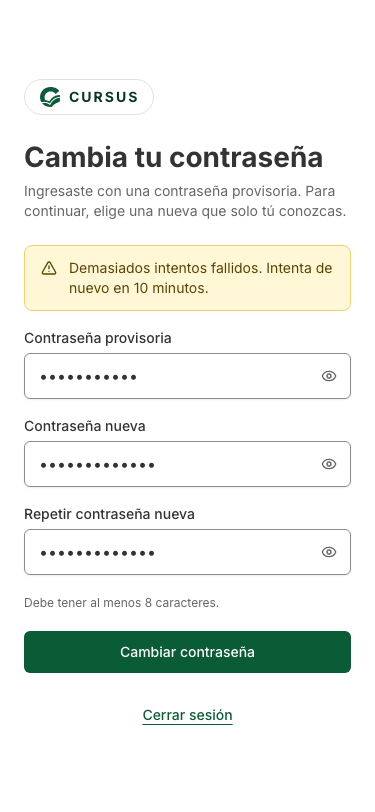 CURSUS
Cambia tu contraseña
Ingresaste con una contraseña provisoria. Para
continuar, elige una nueva que solo tú conozcas.
Demasiados intentos fallidos. Intenta de
nuevo en 10 minutos.
Contraseña provisoria
•••••••••••
Contraseña nueva
•••••••••••••
Repetir contraseña nueva
•••••••••••••
Debe tener al menos 8 caracteres.
Cambiar contraseña
Cerrar sesión